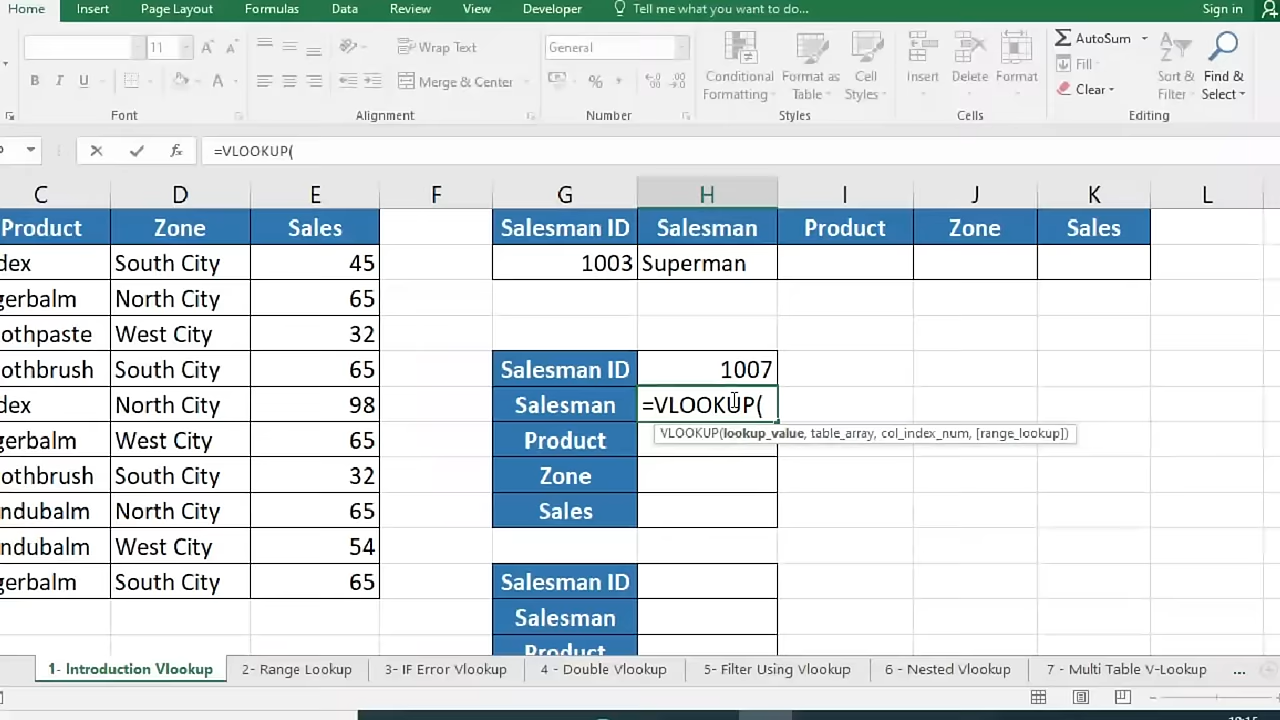 Home Insert Page Layout Formulas Data Review View Developer Tell me what you want to do... Sign in
11 A A Wrap Text General AutoSum
B I U A Merge & Center % Conditional Formatting Format as Table Cell Styles Insert Delete Format Fill Clear Sort & Filter Find & Select
Font Alignment Number Styles Cells Editing
=VLOOKUP(
C D E F G H I J K L
Product Zone Sales Salesman ID Salesman Product Zone Sales
dex South City 45 1003 Superman
gerbalm North City 65
othpaste West City 32
othbrush South City 65 Salesman ID 1007
dex North City 98 Salesman =VLOOKUP(
VLOOKUP(lookup_value, table_array, col_index_num, [range_lookup])
gerbalm West City 65 Product
othbrush South City 32 Zone
ndubalm North City 65 Sales
ndubalm West City 54
gerbalm South City 65 Salesman ID
Salesman
Product
1- Introduction Vlookup 2- Range Lookup 3- IF Error Vlookup 4 - Double Vlookup 5- Filter Using Vlookup 6 - Nested Vlookup 7 - Multi Table V-Lookup ...